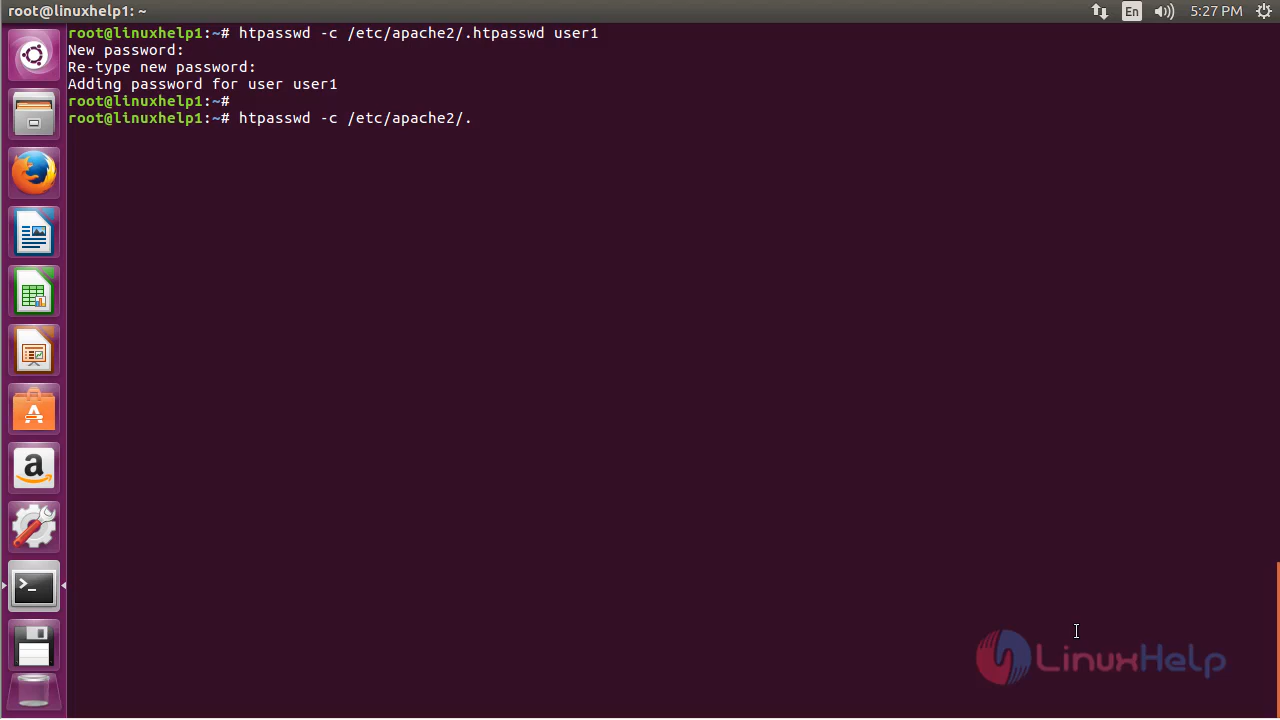 root@linuxhelp1: ~
En
5:27 PM
root@linuxhelp1:~# htpasswd -c /etc/apache2/.htpasswd user1
New password:
Re-type new password:
Adding password for user user1
root@linuxhelp1:~#
root@linuxhelp1:~# htpasswd -c /etc/apache2/.
LinuxHelp